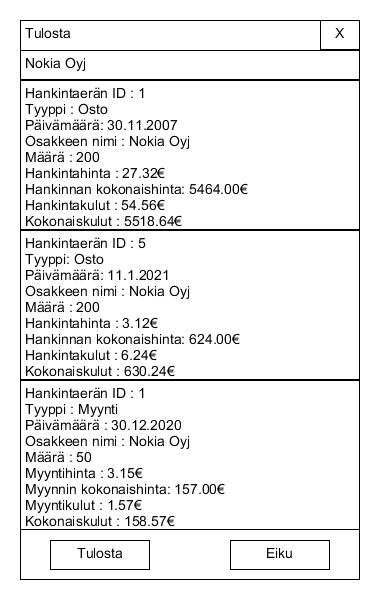 Tulosta
X
Nokia Oyj
Hankintaerän ID : 1
Tyyppi : Osto
Päivämäärä: 30.11.2007
Osakkeen nimi : Nokia Oyj
Määrä : 200
Hankintahinta : 27.32€
Hankinnan kokonaishinta: 5464.00€
Hankintakulut : 54.56€
Kokonaiskulut : 5518.64€
Hankintaerän ID : 5
Tyyppi: Osto
Päivämäärä: 11.1.2021
Osakkeen nimi : Nokia Oyj
Määrä : 200
Hankintahinta : 3.12€
Hankinnan kokonaishinta: 624.00€
Hankintakulut : 6.24€
Kokonaiskulut : 630.24€
Hankintaerän ID : 1
Tyyppi : Myynti
Päivämäärä : 30.12.2020
Osakkeen nimi : Nokia Oyj
Määrä : 50
Myyntihinta : 3.15€
Myynnin kokonaishinta: 157.00€
Myyntikulut : 1.57€
Kokonaiskulut : 158.57€
Tulosta
Eiku